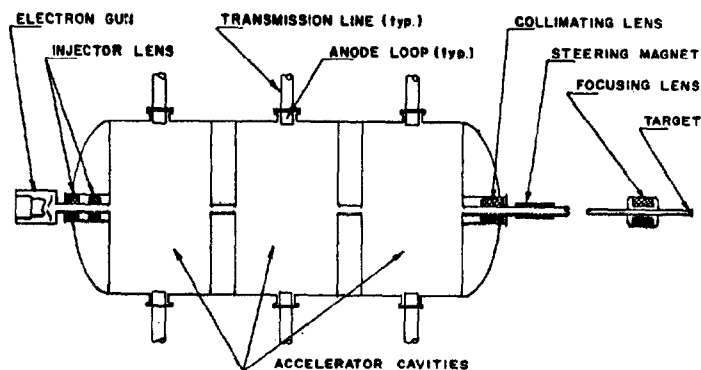 ELECTRON GUN
TRANSMISSION LINE (typ.)
COLLIMATING LENS
INJECTOR LENS
ANODE LOOP (typ.)
STEERING MAGNET
FOCUSING LENS
TARGET
ACCELERATOR CAVITIES